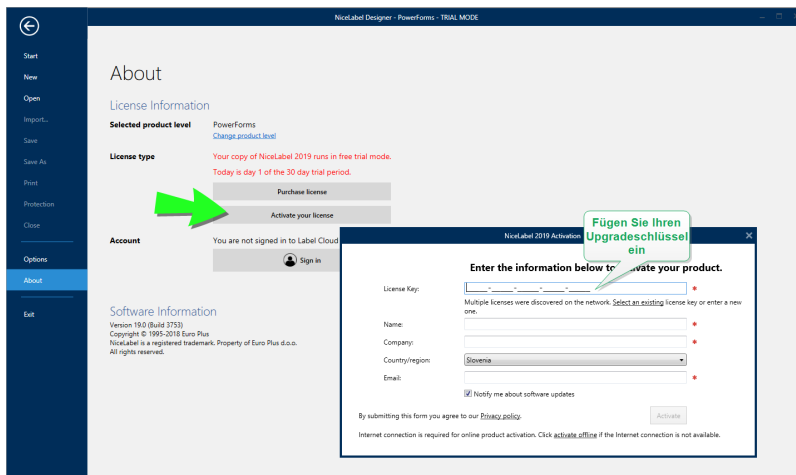 NiceLabel Designer - PowerForms - TRIAL MODE
Start
New
Open
Import...
Save
Save As
Print
Protection
Close
Options
About
Exit
About
License Information
Selected product level
PowerForms
Change product level
License type
Your copy of NiceLabel 2019 runs in free trial mode.
Today is day 1 of the 30 day trial period.
Purchase license
Activate your license
Account
You are not signed in to Label Cloud
Sign in
Software Information
Version 19.0 (Build 3753)
Copyright © 1995-2018 Euro Plus
NiceLabel is a registered trademark. Property of Euro Plus d.o.o.
All rights reserved.
Fügen Sie Ihren
Upgradeschlüssel
ein
NiceLabel 2019 Activation
Enter the information below to activate your product.
License Key:
_____-_____-_____-_____-_____ *
Multiple licenses were discovered on the network. Select an existing license key or enter a new
one.
Name: *
Company: *
Country/region: Slovenia
Email: *
Notify me about software updates
By submitting this form you agree to our Privacy policy.
Activate
Internet connection is required for online product activation. Click activate offline if the Internet connection is not available.